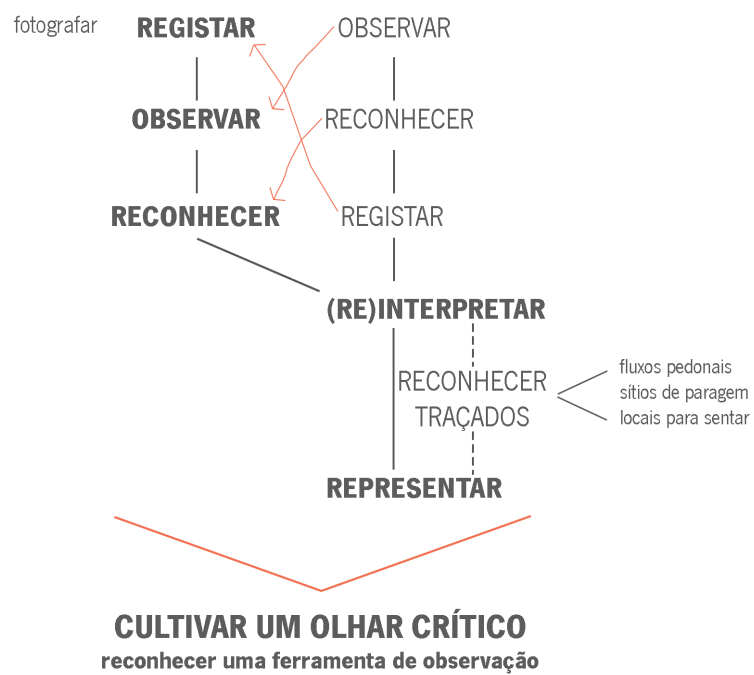 fotografar REGISTAR OBSERVAR
OBSERVAR RECONHECER
RECONHECER REGISTAR
(RE)INTERPRETAR
RECONHECER
TRAÇADOS
fluxos pedonais
sítios de paragem
locais para sentar
REPRESENTAR
CULTIVAR UM OLHAR CRÍTICO
reconhecer uma ferramenta de observação